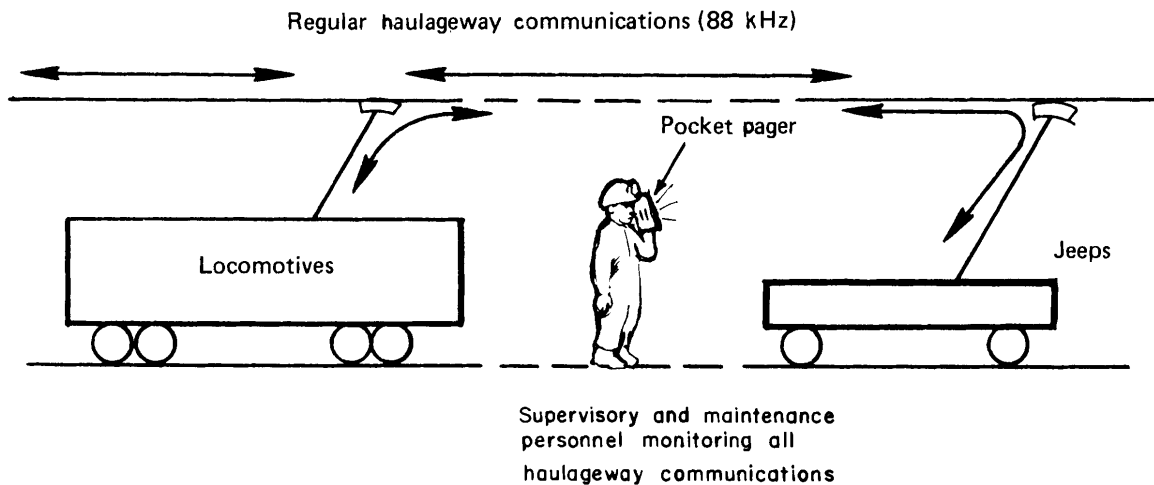 Regular haulageway communications (88 kHz)
Pocket pager
Locomotives
Jeeps
Supervisory and maintenance
personnel monitoring all
haulageway communications